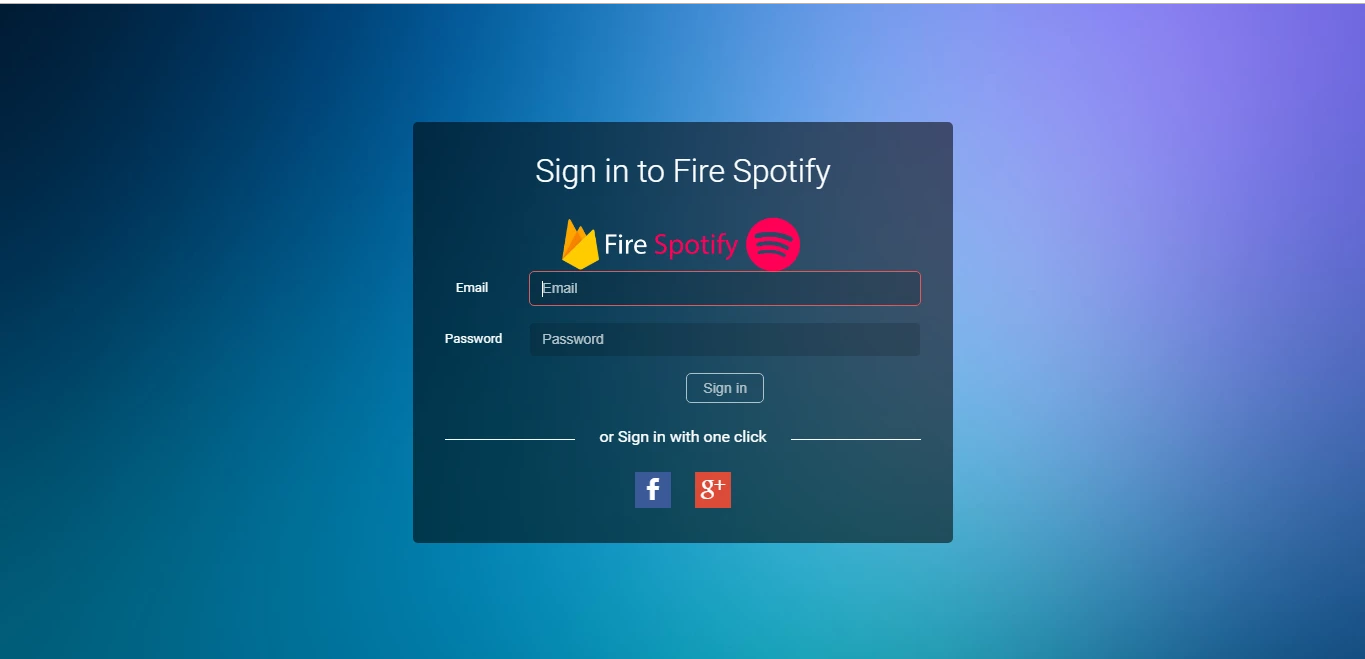 Sign in to Fire Spotify
Fire Spotify
Email Email
Password Password
Sign in
or Sign in with one click
f g+